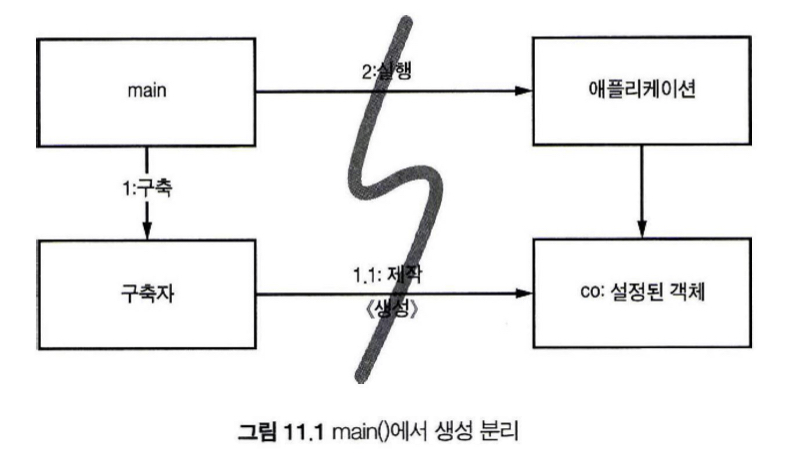 main
2:실행
애플리케이션
1:구축
구축자
1.1: 제작
《생성》
co: 설정된 객체
그림 11.1 main()에서 생성 분리